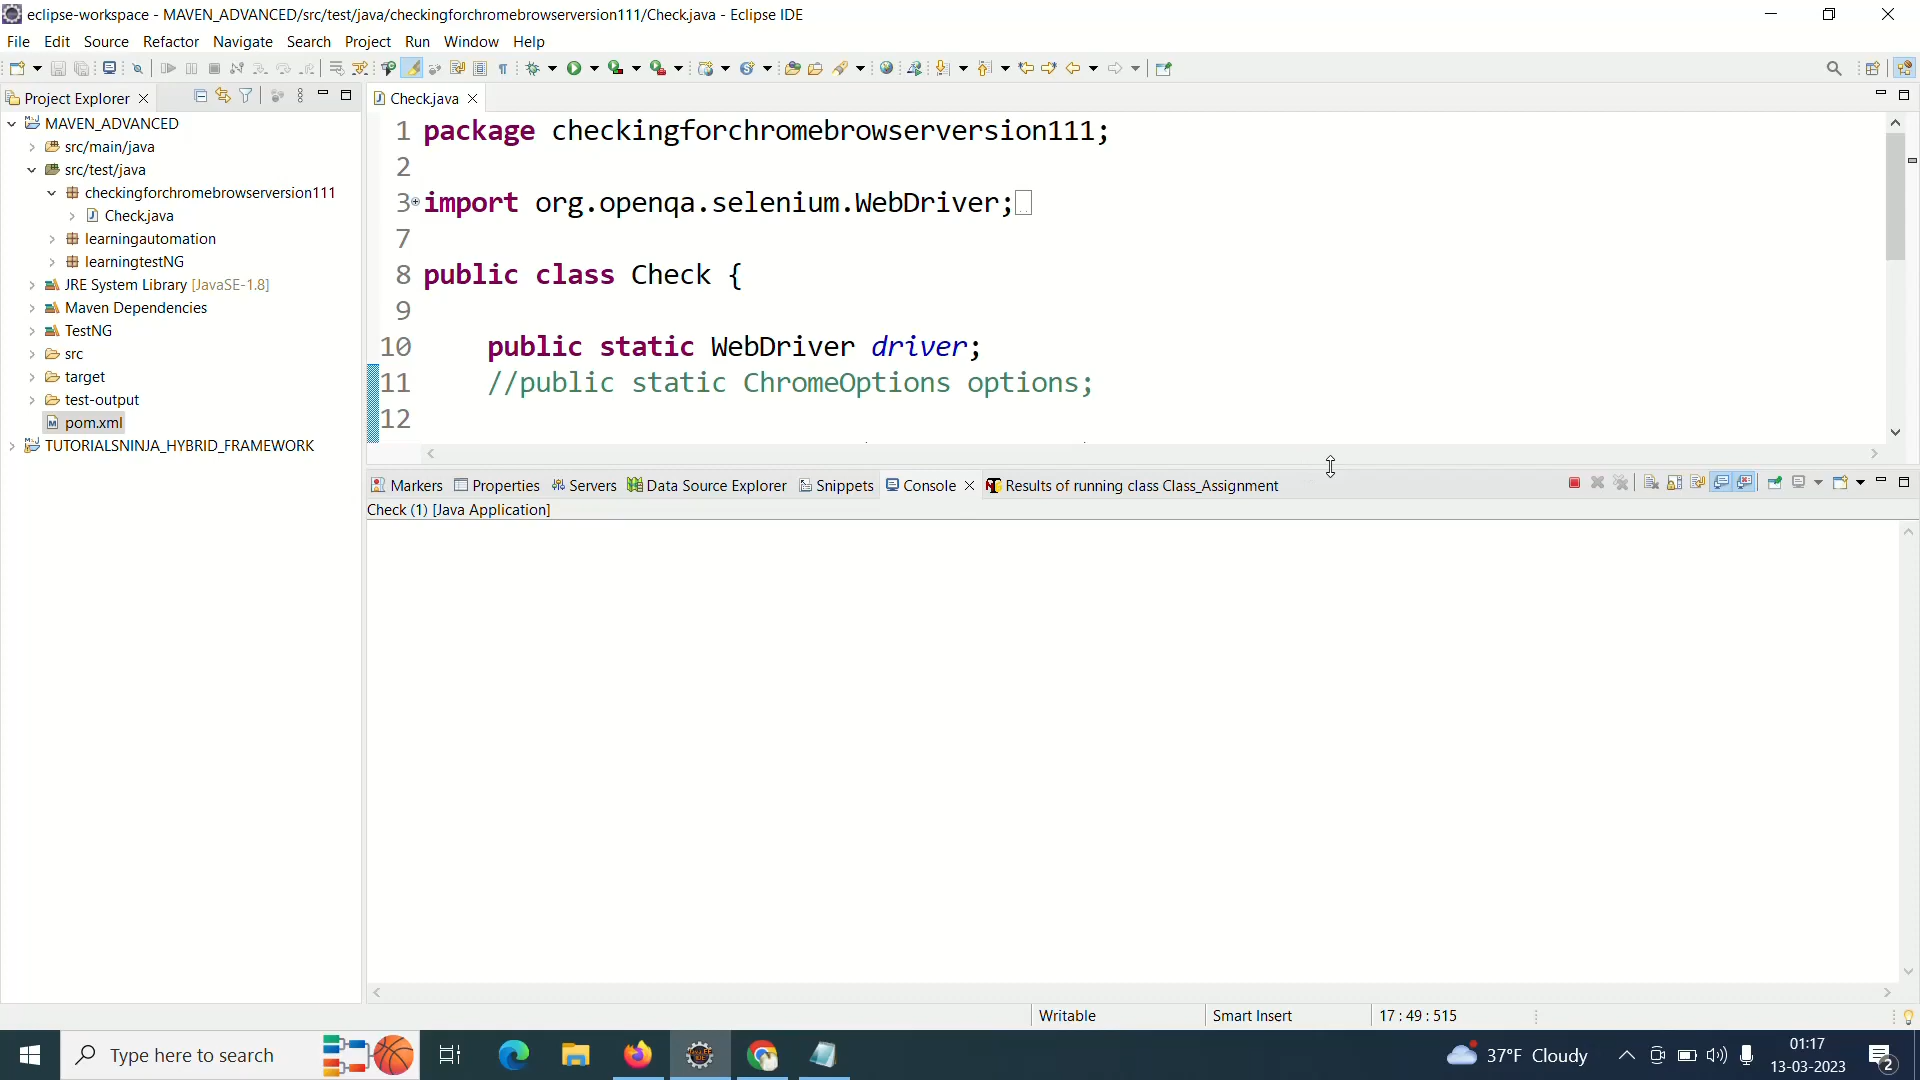 eclipse-workspace - MAVEN_ADVANCED/src/test/java/checkingforchromebrowserversion111/Check.java - Eclipse IDE
File Edit Source Refactor Navigate Search Project Run Window Help
Project Explorer
MAVEN_ADVANCED
src/main/java
src/test/java
checkingforchromebrowserversion111
Check.java
learningautomation
learningtestNG
JRE System Library [JavaSE-1.8]
Maven Dependencies
TestNG
src
target
test-output
pom.xml
TUTORIALSNINJA_HYBRID_FRAMEWORK
Check.java
1 package checkingforchromebrowserversion111;
2
3 import org.openqa.selenium.WebDriver;
7
8 public class Check {
9
10 public static WebDriver driver;
11 //public static ChromeOptions options;
12
Markers Properties Servers Data Source Explorer Snippets Console Results of running class Class_Assignment
Check (1) [Java Application]
Writable Smart Insert 17 : 49 : 515
Type here to search
37°F Cloudy
01:17
13-03-2023
2